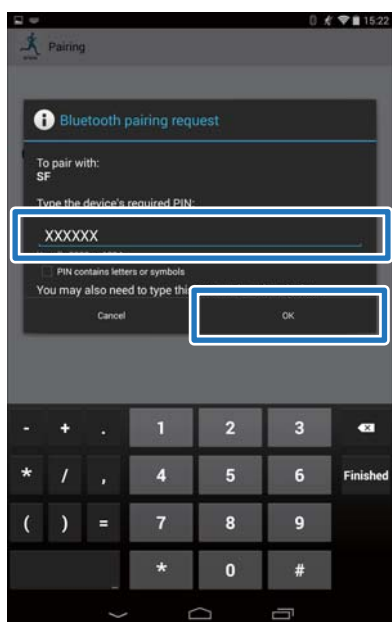 15:22
Pairing
Bluetooth pairing request
To pair with:
SF
Type the device's required PIN:
XXXXXX
PIN contains letters or symbols
You may also need to type this
Cancel
OK
- + . 1 2 3
* / , 4 5 6 Finished
( ) = 7 8 9
_ * 0 #